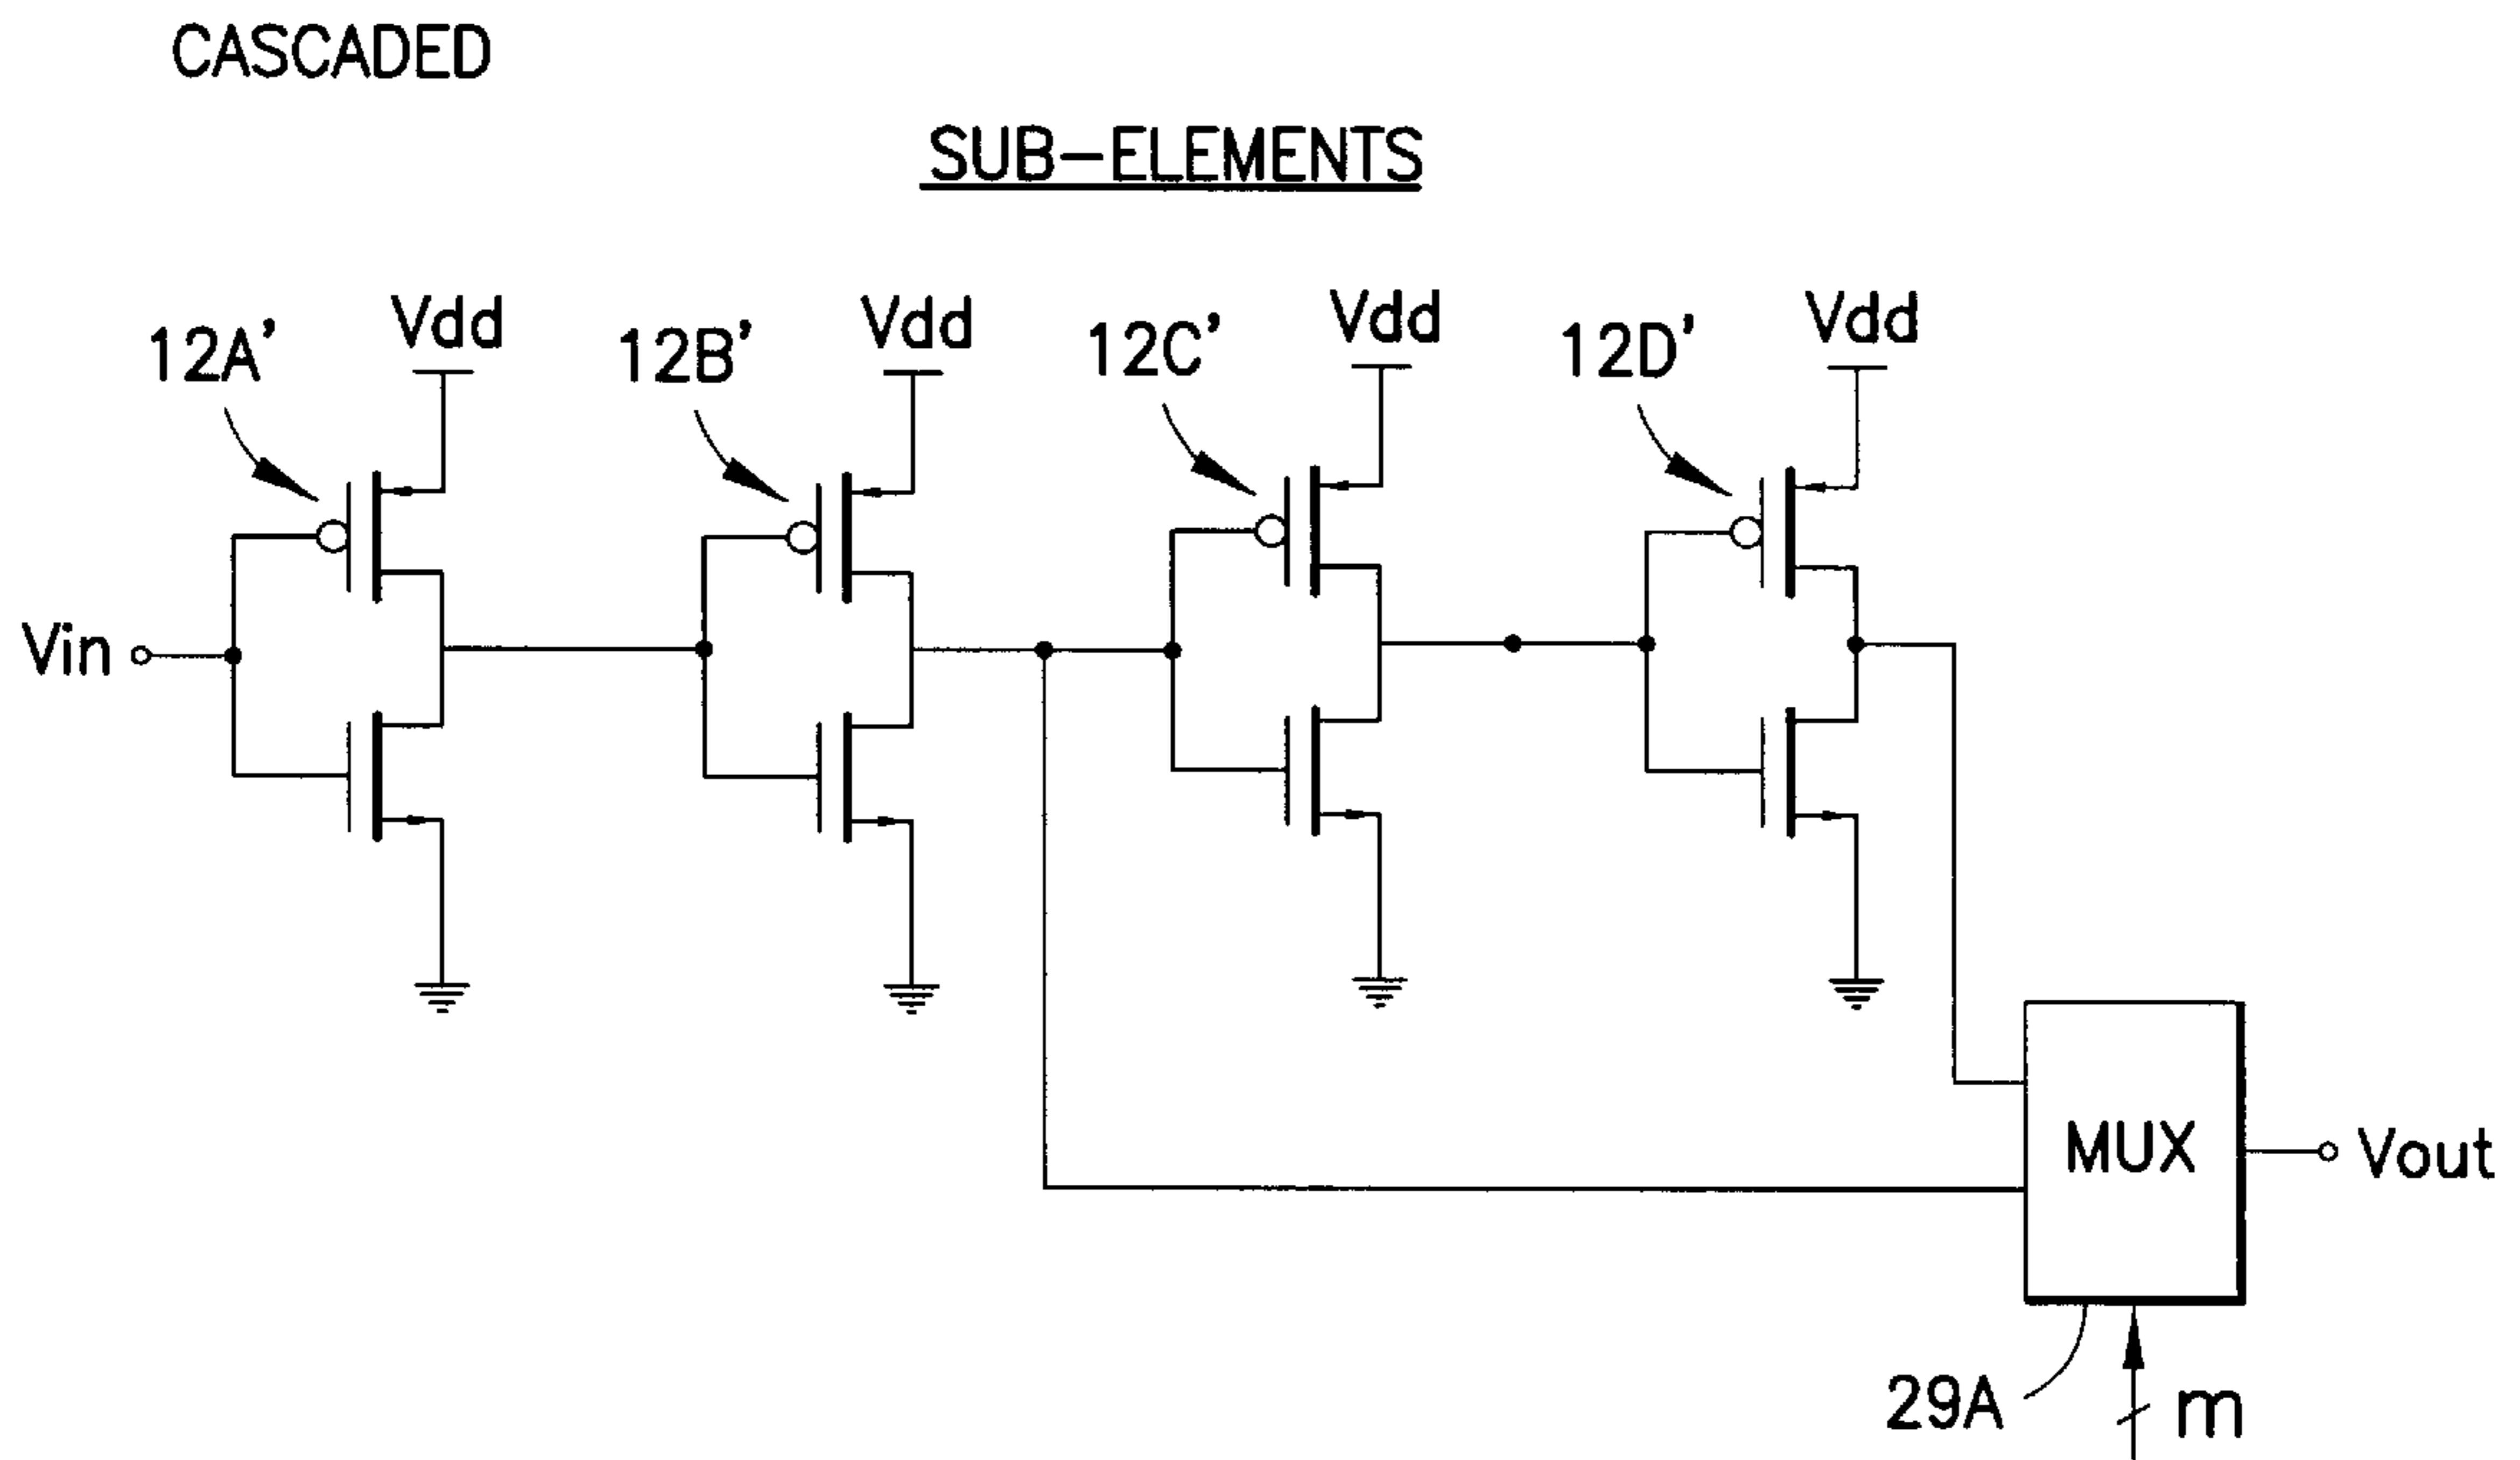 CASCADED
SUB-ELEMENTS
12A' Vdd 12B' Vdd 12C' Vdd 12D' Vdd
Vin
MUX
Vout
29A
m